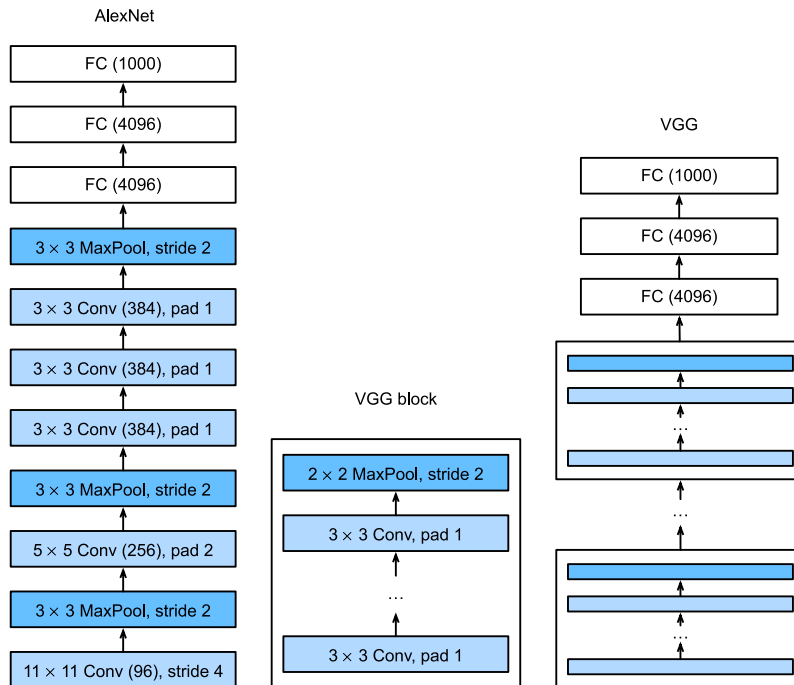 AlexNet
FC (1000)
FC (4096)
FC (4096)
3 × 3 MaxPool, stride 2
3 × 3 Conv (384), pad 1
3 × 3 Conv (384), pad 1
3 × 3 Conv (384), pad 1
3 × 3 MaxPool, stride 2
5 × 5 Conv (256), pad 2
3 × 3 MaxPool, stride 2
11 × 11 Conv (96), stride 4
VGG block
2 × 2 MaxPool, stride 2
3 × 3 Conv, pad 1
...
3 × 3 Conv, pad 1
VGG
FC (1000)
FC (4096)
FC (4096)
...
...
...